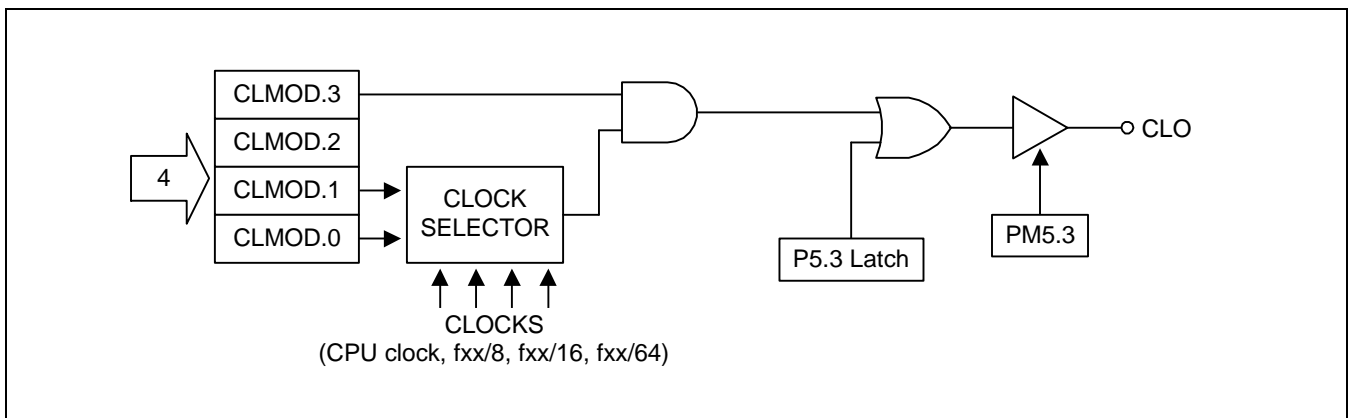 CLMOD.3
CLMOD.2
CLMOD.1
CLMOD.0
4
CLOCK
SELECTOR
CLOCKS
(CPU clock, fxx/8, fxx/16, fxx/64)
P5.3 Latch
PM5.3
CLO